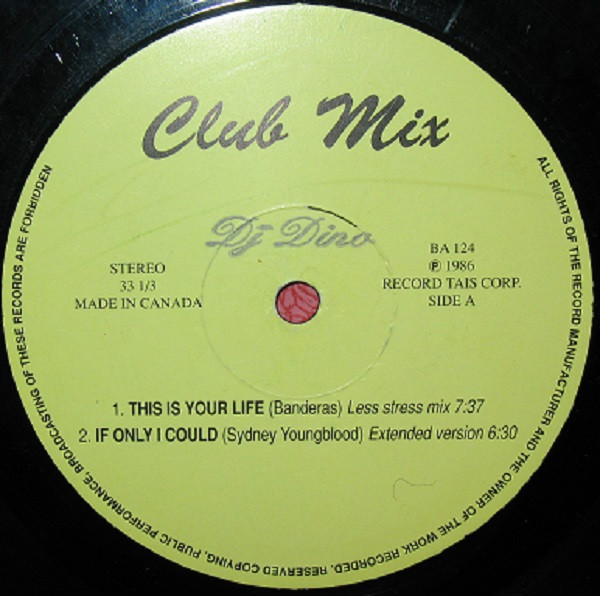 Club Mix
Dj Dino
STEREO
33 1/3
MADE IN CANADA
BA 124
℗ 1986
RECORD TAIS CORP.
SIDE A
1. THIS IS YOUR LIFE (Banderas) Less stress mix 7:37
2. IF ONLY I COULD (Sydney Youngblood) Extended version 6:30
ALL RIGHTS OF THE RECORD MANUFACTURER AND THE OWNER OF THE WORK RECORDED. RESERVED COPYING, PUBLIC PERFORMANCE, BROADCASTING OF THESE RECORDS ARE FORBIDDEN